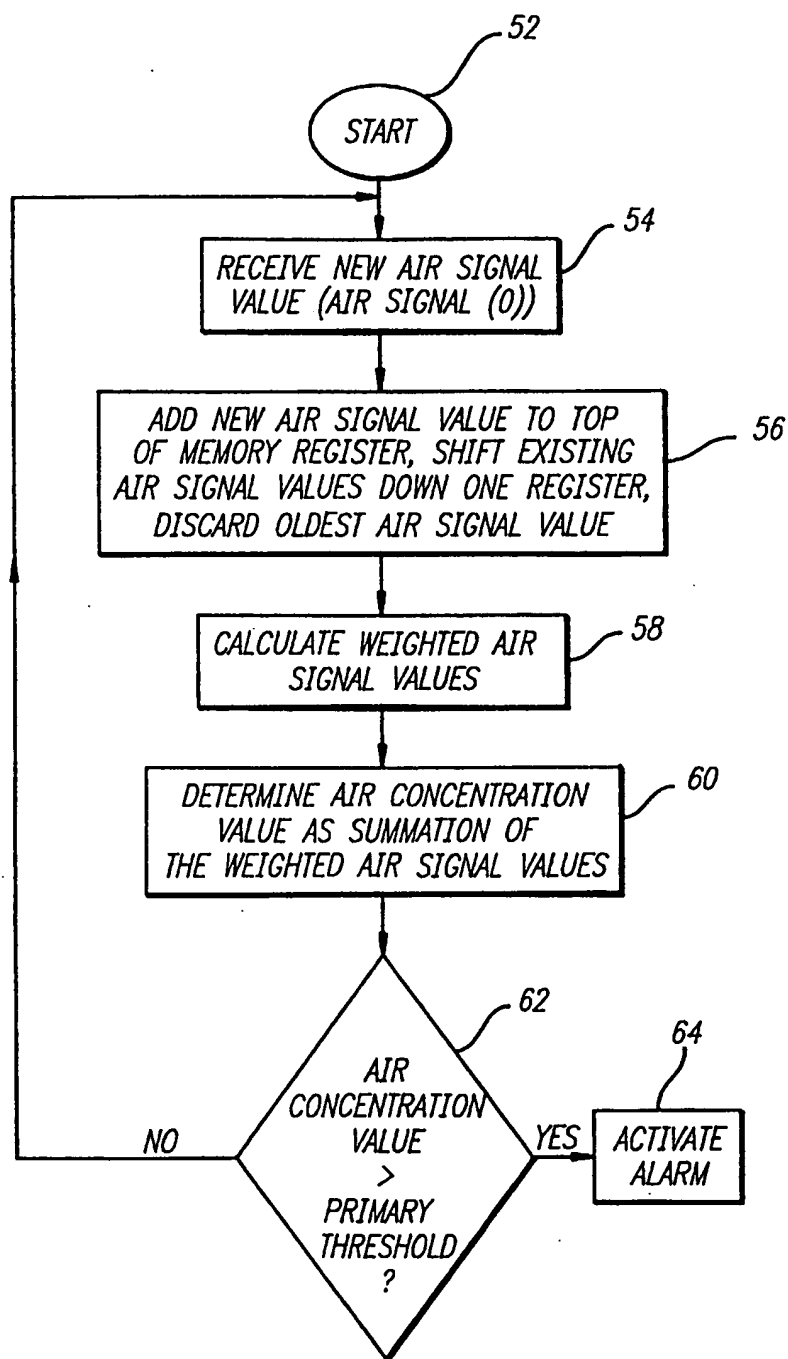 52
START
54
RECEIVE NEW AIR SIGNAL
VALUE (AIR SIGNAL (0))
56
ADD NEW AIR SIGNAL VALUE TO TOP
OF MEMORY REGISTER, SHIFT EXISTING
AIR SIGNAL VALUES DOWN ONE REGISTER,
DISCARD OLDEST AIR SIGNAL VALUE
58
CALCULATE WEIGHTED AIR
SIGNAL VALUES
60
DETERMINE AIR CONCENTRATION
VALUE AS SUMMATION OF
THE WEIGHTED AIR SIGNAL VALUES
62
AIR
CONCENTRATION
VALUE
>
PRIMARY
THRESHOLD
?
NO
YES
64
ACTIVATE
ALARM